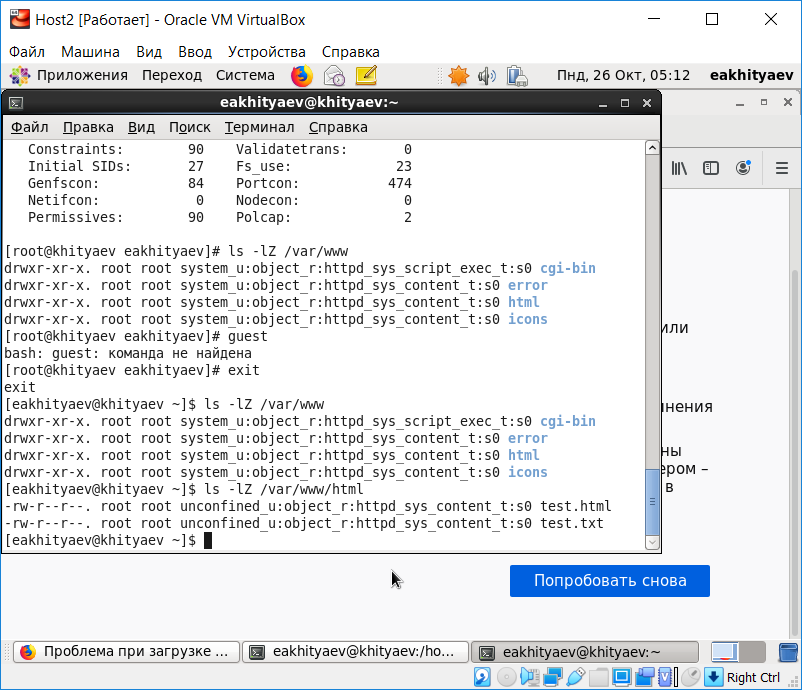 Host2 [Работает] - Oracle VM VirtualBox
Файл Машина Вид Ввод Устройства Справка
Приложения Переход Система Пнд, 26 Окт, 05:12 eakhityaev
eakhityaev@khityaev:~
Файл Правка Вид Поиск Терминал Справка
Constraints: 90 Validatetrans: 0
Initial SIDs: 27 Fs_use: 23
Genfscon: 84 Portcon: 474
Netifcon: 0 Nodecon: 0
Permissives: 90 Polcap: 2
[root@khityaev eakhityaev]# ls -lZ /var/www
drwxr-xr-x. root root system_u:object_r:httpd_sys_script_exec_t:s0 cgi-bin
drwxr-xr-x. root root system_u:object_r:httpd_sys_content_t:s0 error
drwxr-xr-x. root root system_u:object_r:httpd_sys_content_t:s0 html
drwxr-xr-x. root root system_u:object_r:httpd_sys_content_t:s0 icons
[root@khityaev eakhityaev]# guest
bash: guest: команда не найдена
[root@khityaev eakhityaev]# exit
exit
[eakhityaev@khityaev ~]$ ls -lZ /var/www
drwxr-xr-x. root root system_u:object_r:httpd_sys_script_exec_t:s0 cgi-bin
drwxr-xr-x. root root system_u:object_r:httpd_sys_content_t:s0 error
drwxr-xr-x. root root system_u:object_r:httpd_sys_content_t:s0 html
drwxr-xr-x. root root system_u:object_r:httpd_sys_content_t:s0 icons
[eakhityaev@khityaev ~]$ ls -lZ /var/www/html
-rw-r--r--. root root unconfined_u:object_r:httpd_sys_content_t:s0 test.html
-rw-r--r--. root root unconfined_u:object_r:httpd_sys_content_t:s0 test.txt
[eakhityaev@khityaev ~]$
или
нения
ны
ером –
в
Попробовать снова
Проблема при загрузке ... eakhityaev@khityaev:/ho... eakhityaev@khityaev:~
Right Ctrl